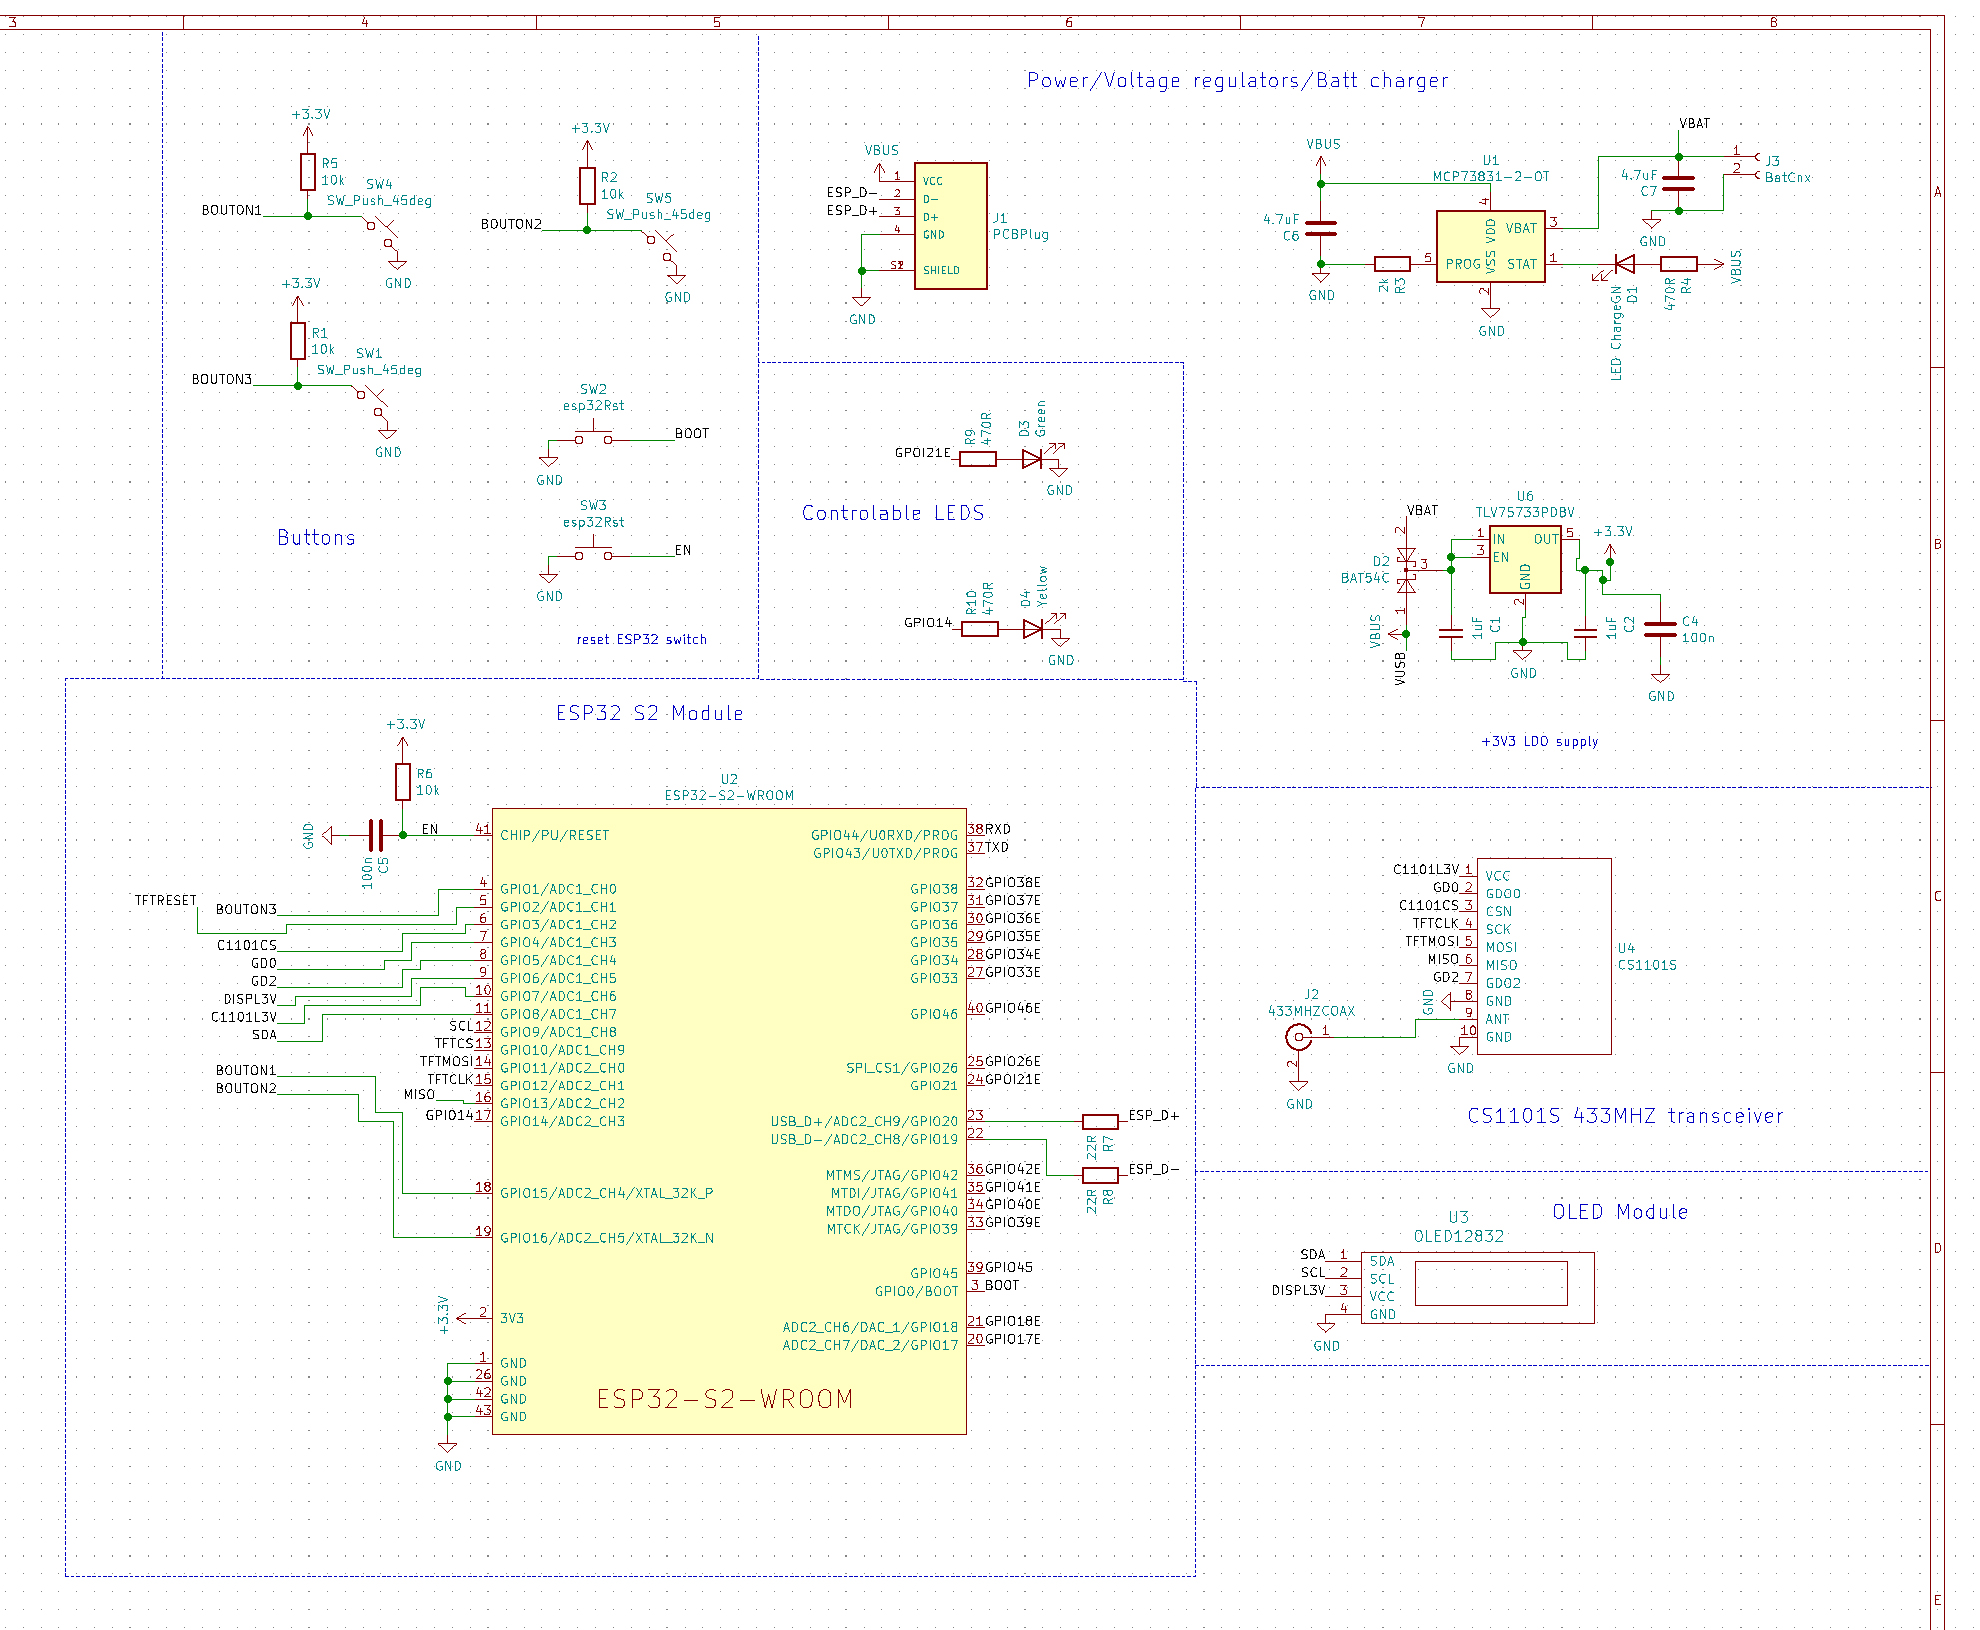 3
4
5
6
7
8
Power/Voltage regulators/Batt charger
+3.3V
R5
10k
SW4
SW_Push_45deg
BOUTON1
GND
+3.3V
R2
10k
SW5
SW_Push_45deg
BOUTON2
GND
+3.3V
R1
10k
SW1
SW_Push_45deg
BOUTON3
GND
SW2
esp32Rst
BOOT
GND
SW3
esp32Rst
EN
GND
Buttons
reset ESP32 switch
VBUS
1 VCC
ESP_D- 2 D-
ESP_D+ 3 D+
4 GND
SHIELD
J1
PCBPlug
GND
VBUS
4.7uF
C6
GND
2k
R3
U1
MCP73831-2-OT
4
VDD
VBAT 3
5 PROG
STAT 1
VSS
2
GND
VBAT
4.7uF
C7
GND
1
2
J3
BatCnx
LED ChargeGN
D1
470R
R4
VBUS
A
GPOI21E
R9
470R
D3
Green
GND
Controlable LEDS
GPIO14
R10
470R
D4
Yellow
GND
VBAT
2
D2
BAT54C
3
1
VBUS
VUSB
U6
TLV75733PDBV
1 IN
3 EN
OUT 5
GND
2
+3.3V
1uF
C1
GND
1uF
C2
C4
100n
GND
+3V3 LDO supply
B
ESP32 S2 Module
+3.3V
R6
10k
GND
100n
C5
EN
U2
ESP32-S2-WROOM
41 CHIP/PU/RESET
4 GPIO1/ADC1_CH0
5 GPIO2/ADC1_CH1
6 GPIO3/ADC1_CH2
7 GPIO4/ADC1_CH3
8 GPIO5/ADC1_CH4
9 GPIO6/ADC1_CH5
10 GPIO7/ADC1_CH6
11 GPIO8/ADC1_CH7
SCL 12 GPIO9/ADC1_CH8
TFTCS 13 GPIO10/ADC1_CH9
TFTMOSI 14 GPIO11/ADC2_CH0
TFTCLK 15 GPIO12/ADC2_CH1
MISO 16 GPIO13/ADC2_CH2
GPIO14 17 GPIO14/ADC2_CH3
18 GPIO15/ADC2_CH4/XTAL_32K_P
19 GPIO16/ADC2_CH5/XTAL_32K_N
+3.3V
2 3V3
1 GND
26 GND
42 GND
43 GND
GND
TFTRESET
BOUTON3
C1101CS
GD0
GD2
DISPL3V
C1101L3V
SDA
BOUTON1
BOUTON2
GPIO44/U0RXD/PROG 38 RXD
GPIO43/U0TXD/PROG 37 TXD
GPIO38 32 GPIO38E
GPIO37 31 GPIO37E
GPIO36 30 GPIO36E
GPIO35 29 GPIO35E
GPIO34 28 GPIO34E
GPIO33 27 GPIO33E
GPIO46 40 GPIO46E
SPI_CS1/GPIO26 25 GPIO26E
GPIO21 24 GPOI21E
USB_D+/ADC2_CH9/GPIO20 23
USB_D-/ADC2_CH8/GPIO19 22
MTMS/JTAG/GPIO42 36 GPIO42E
MTDI/JTAG/GPIO41 35 GPIO41E
MTDO/JTAG/GPIO40 34 GPIO40E
MTCK/JTAG/GPIO39 33 GPIO39E
GPIO45 39 GPIO45
GPIO0/BOOT 3 BOOT
ADC2_CH6/DAC_1/GPIO18 21 GPIO18E
ADC2_CH7/DAC_2/GPIO17 20 GPIO17E
ESP32-S2-WROOM
ESP_D+
22R
R7
ESP_D-
22R
R8
C1101L3V 1 VCC
GD0 2 GDO0
C1101CS 3 CSN
TFTCLK 4 SCK
TFTMOSI 5 MOSI
MISO 6 MISO
GD2 7 GDO2
GND 8 GND
9 ANT
10 GND
GND
U4
CS1101S
J2
433MHZCOAX
1
2
GND
CS1101S 433MHZ transceiver
C
OLED Module
U3
OLED12832
SDA 1 SDA
SCL 2 SCL
DISPL3V 3 VCC
4 GND
GND
D
E